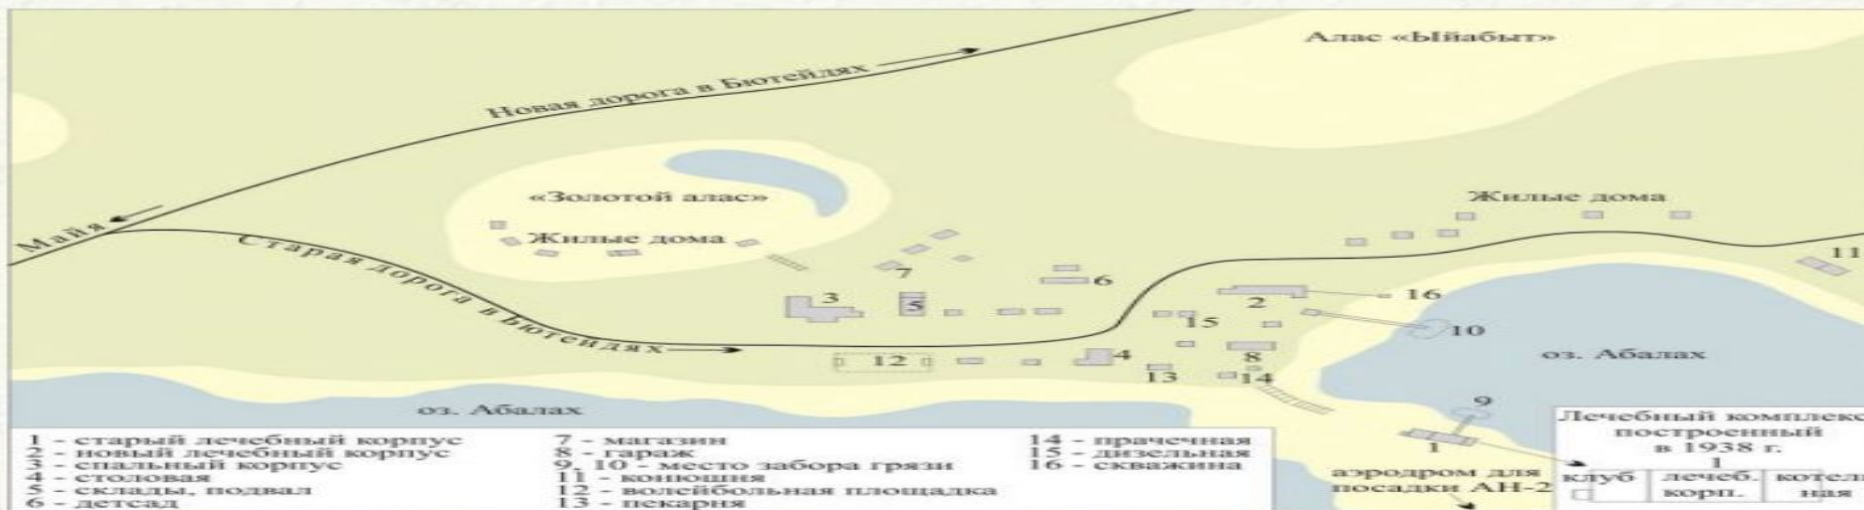 Алас «Ыйабыт»
Новая дорога в Бютейдях
«Золотой алас»
Жилые дома
Майя
Жилые дома
Старая дорога в Бютейдях
7
11
3
5
6
2
16
15
10
12
4
8
оз. Абалах
13
14
оз. Абалах
9
1
1 - старый лечебный корпус
2 - новый лечебный корпус
3 - спальный корпус
4 - столовая
5 - склады, подвал
6 - детсад
7 - магазин
8 - гараж
9, 10 - место забора грязи
11 - конюшня
12 - волейбольная площадка
13 - пекарня
14 - прачечная
15 - дизельная
16 - скважина
аэродром для
посадки АН-2
Лечебный комплекс
построенный
в 1938 г.
1
клуб
лечеб.
корп.
котель
ная